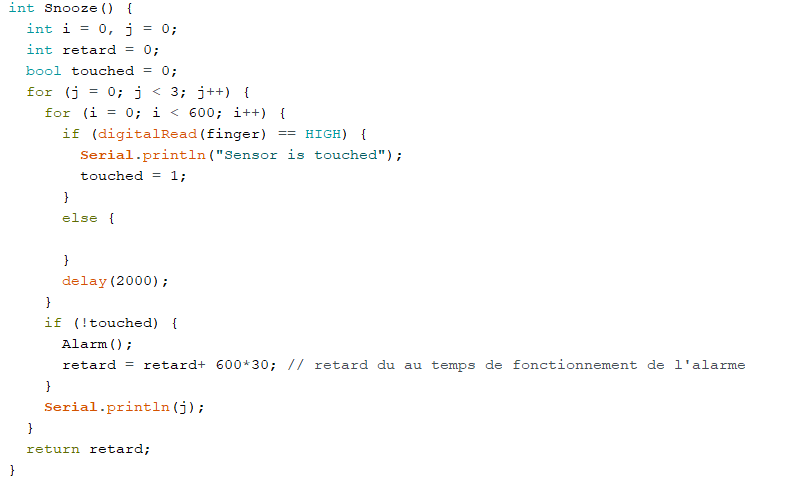 int Snooze() {
  int i = 0, j = 0;
  int retard = 0;
  bool touched = 0;
  for (j = 0; j < 3; j++) {
    for (i = 0; i < 600; i++) {
      if (digitalRead(finger) == HIGH) {
        Serial.println("Sensor is touched");
        touched = 1;
      }
      else {

      }
      delay(2000);
    }
    if (!touched) {
      Alarm();
      retard = retard+ 600*30; // retard du au temps de fonctionnement de l'alarme
    }
    Serial.println(j);
  }
  return retard;
}